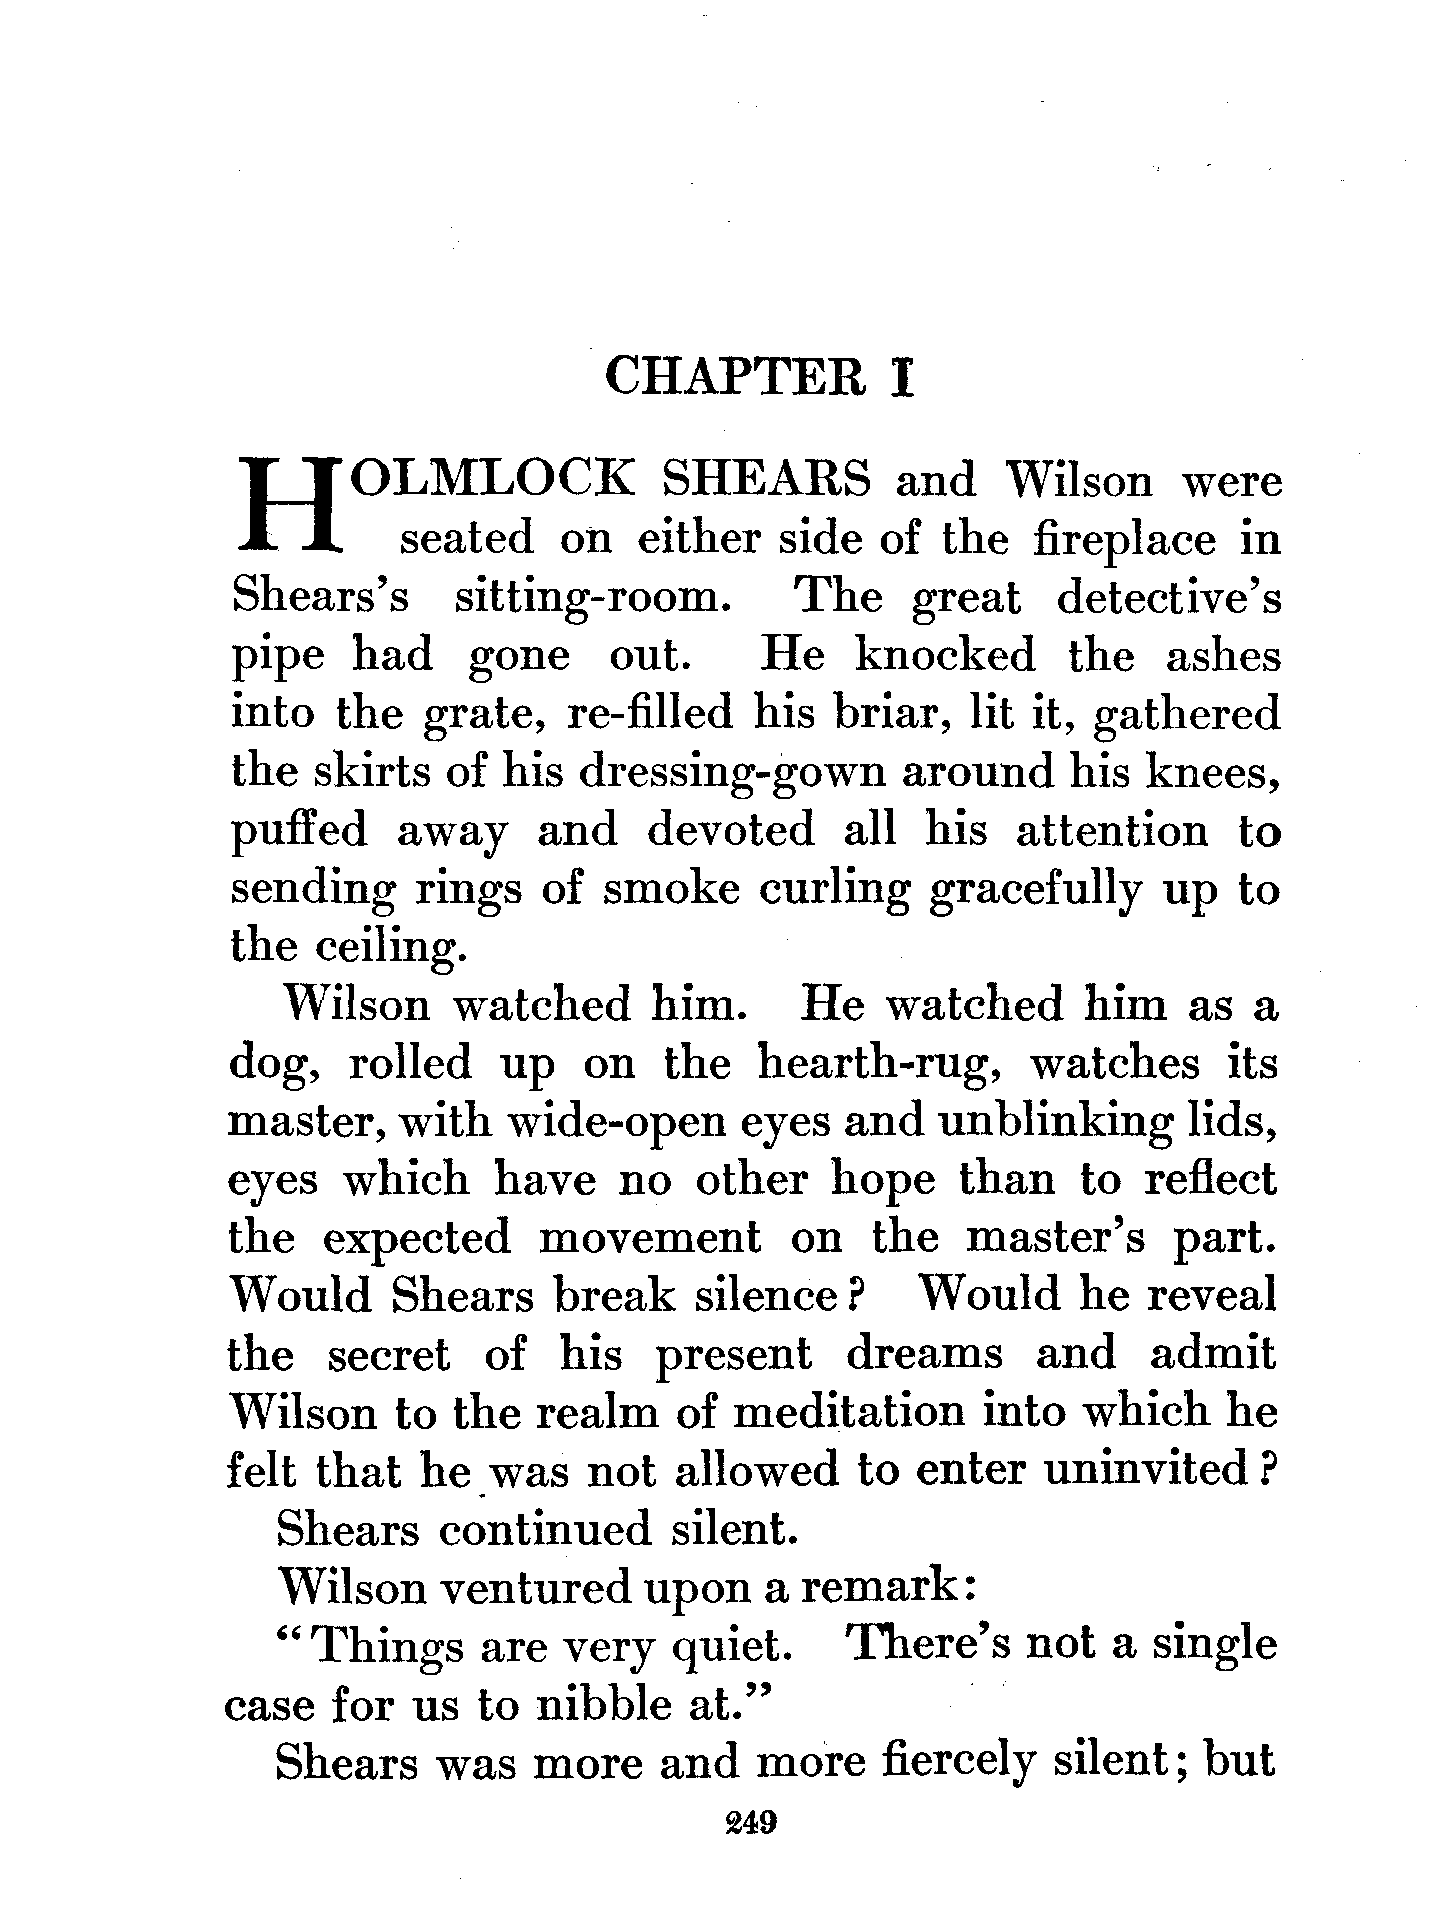 CHAPTER I
HOLMLOCK SHEARS and Wilson were
seated on either side of the fireplace in
Shears's sitting-room. The great detective's
pipe had gone out. He knocked the ashes
into the grate, re-filled his briar, lit it, gathered
the skirts of his dressing-gown around his knees,
puffed away and devoted all his attention to
sending rings of smoke curling gracefully up to
the ceiling.
Wilson watched him. He watched him as a
dog, rolled up on the hearth-rug, watches its
master, with wide-open eyes and unblinking lids,
eyes which have no other hope than to reflect
the expected movement on the master's part.
Would Shears break silence? Would he reveal
the secret of his present dreams and admit
Wilson to the realm of meditation into which he
felt that he was not allowed to enter uninvited?
Shears continued silent.
Wilson ventured upon a remark:
"Things are very quiet. There's not a single
case for us to nibble at."
Shears was more and more fiercely silent; but
249